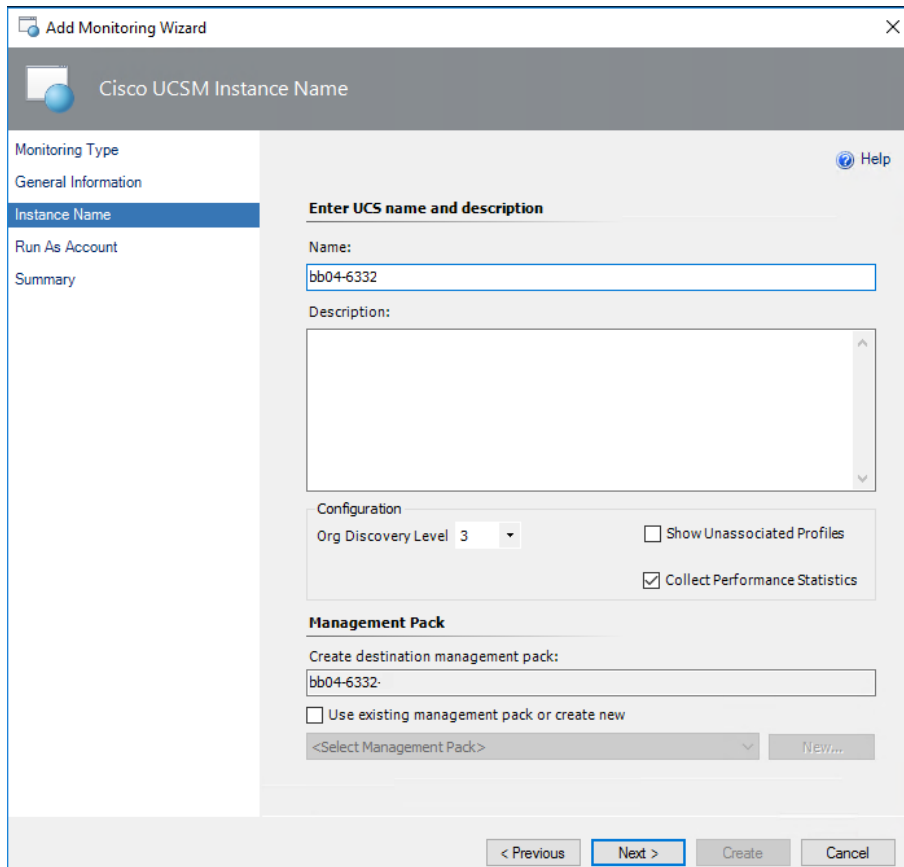 Add Monitoring Wizard
Cisco UCSM Instance Name
Monitoring Type
General Information
Instance Name
Run As Account
Summary
Help
Enter UCS name and description
Name:
bb04-6332
Description:
Configuration
Org Discovery Level 3
Show Unassociated Profiles
Collect Performance Statistics
Management Pack
Create destination management pack:
bb04-6332-
Use existing management pack or create new
<Select Management Pack>
New...
< Previous
Next >
Create
Cancel